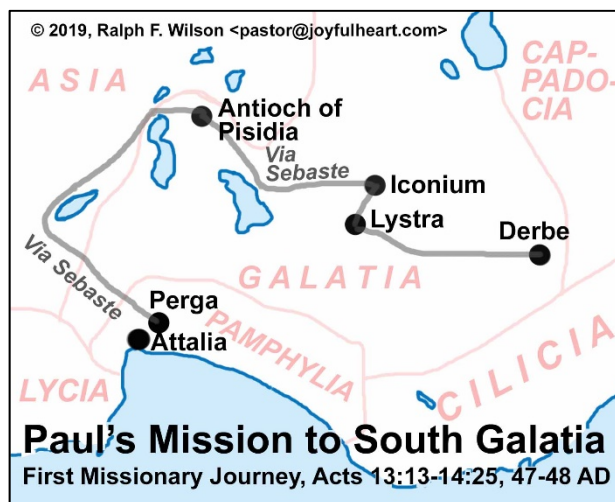 © 2019, Ralph F. Wilson <pastor@joyfulheart.com>
ASIA
CAP-
PADO-
CIA
Antioch of
Pisidia
Via
Sebaste
Iconium
Lystra
Derbe
Via Sebaste
GALATIA
Perga
Attalia
PAMPHYLIA
LYCIA
CILICIA
Paul's Mission to South Galatia
First Missionary Journey, Acts 13:13-14:25, 47-48 AD